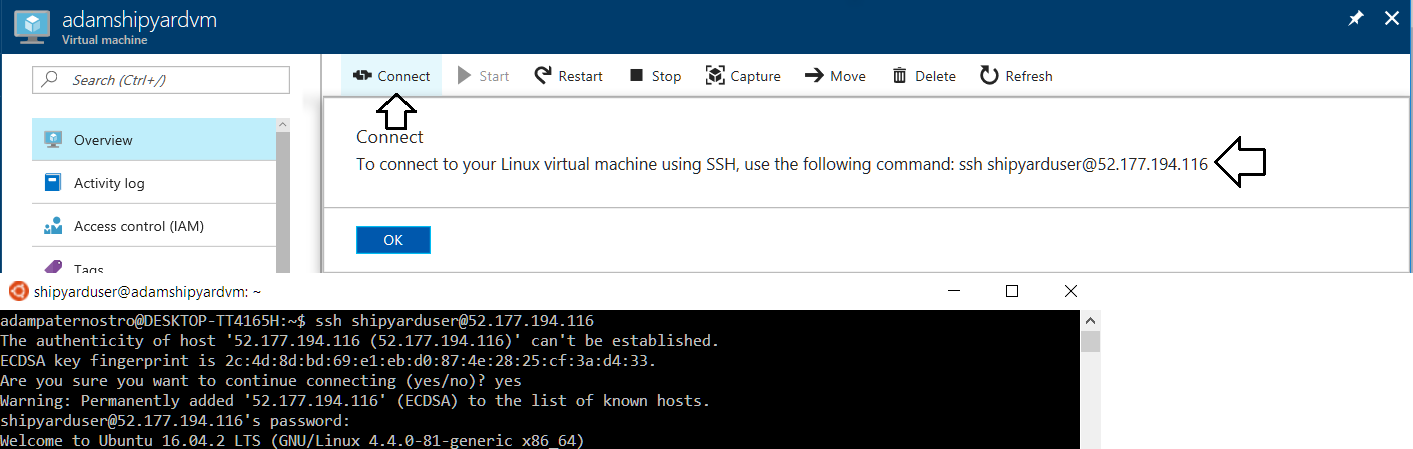 adamshipyardvm
Virtual machine
Search (Ctrl+/)
Connect Start Restart Stop Capture Move Delete Refresh
Overview
Activity log
Access control (IAM)
Tags
Connect
To connect to your Linux virtual machine using SSH, use the following command: ssh shipyarduser@52.177.194.116
OK
shipyarduser@adamshipyardvm: ~
adampaternostro@DESKTOP-TT4165H:~$ ssh shipyarduser@52.177.194.116
The authenticity of host '52.177.194.116 (52.177.194.116)' can't be established.
ECDSA key fingerprint is 2c:4d:8d:bd:69:e1:eb:d0:87:4e:28:25:cf:3a:d4:33.
Are you sure you want to continue connecting (yes/no)? yes
Warning: Permanently added '52.177.194.116' (ECDSA) to the list of known hosts.
shipyarduser@52.177.194.116's password:
Welcome to Ubuntu 16.04.2 LTS (GNU/Linux 4.4.0-81-generic x86_64)